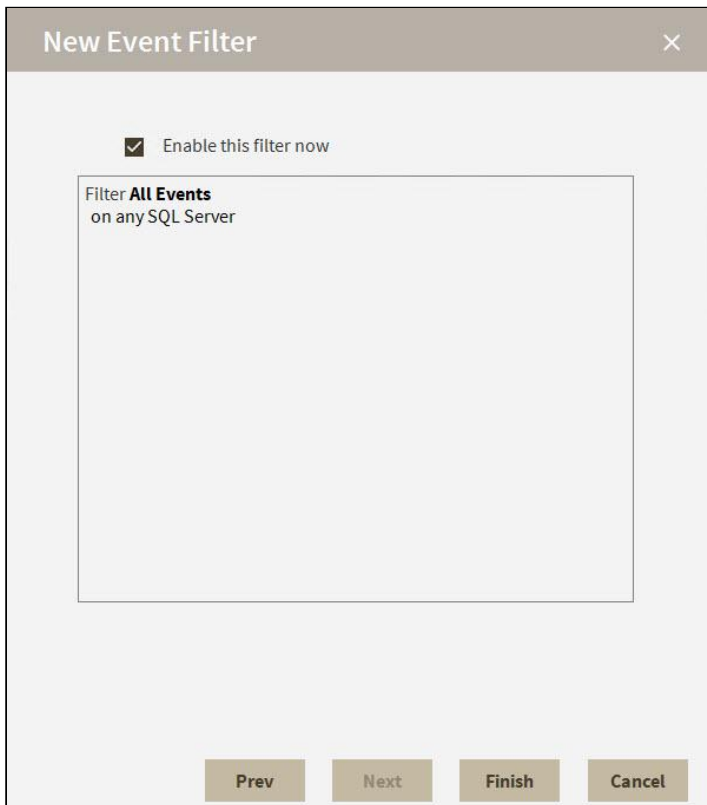 New Event Filter
Enable this filter now
Filter All Events
on any SQL Server
Prev Next Finish Cancel